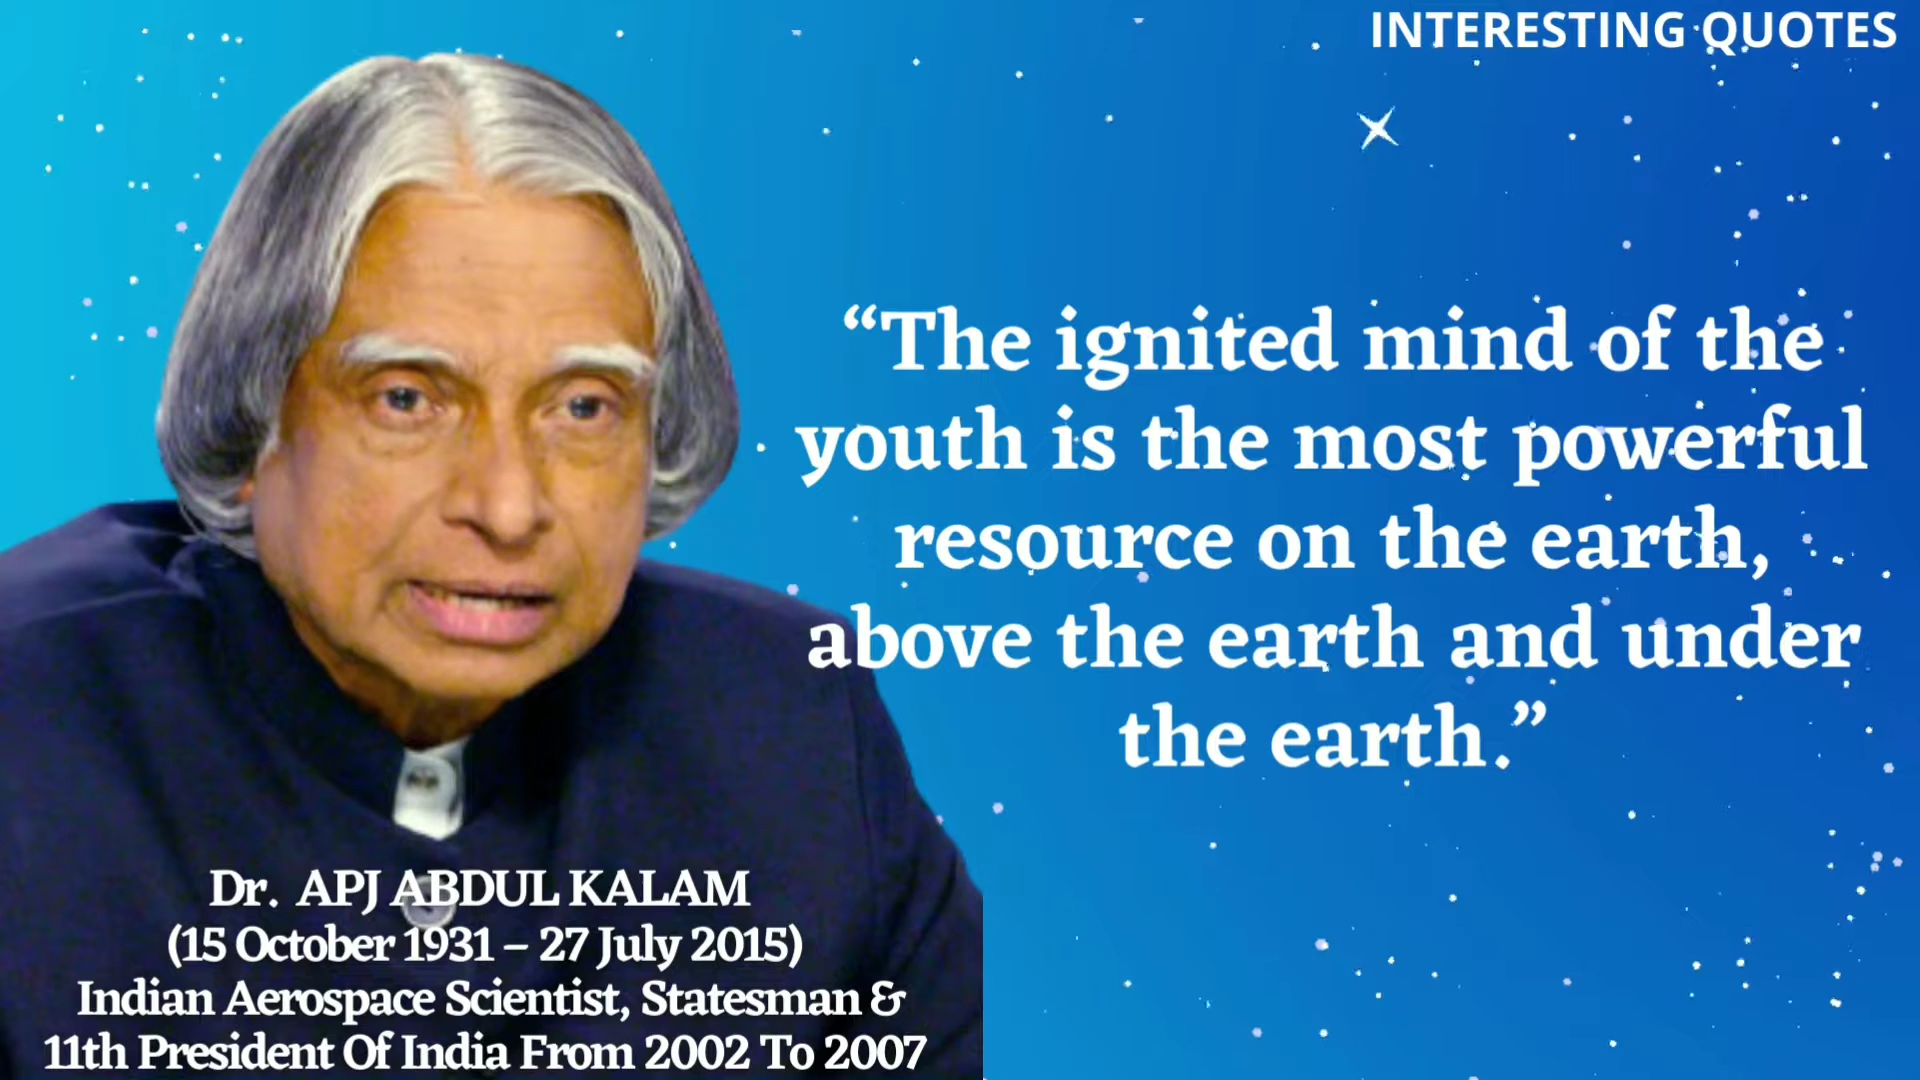 INTERESTING QUOTES
“The ignited mind of the
youth is the most powerful
resource on the earth,
above the earth and under
the earth.”
Dr. APJ ABDUL KALAM
(15 October 1931 – 27 July 2015)
Indian Aerospace Scientist, Statesman &
11th President Of India From 2002 To 2007